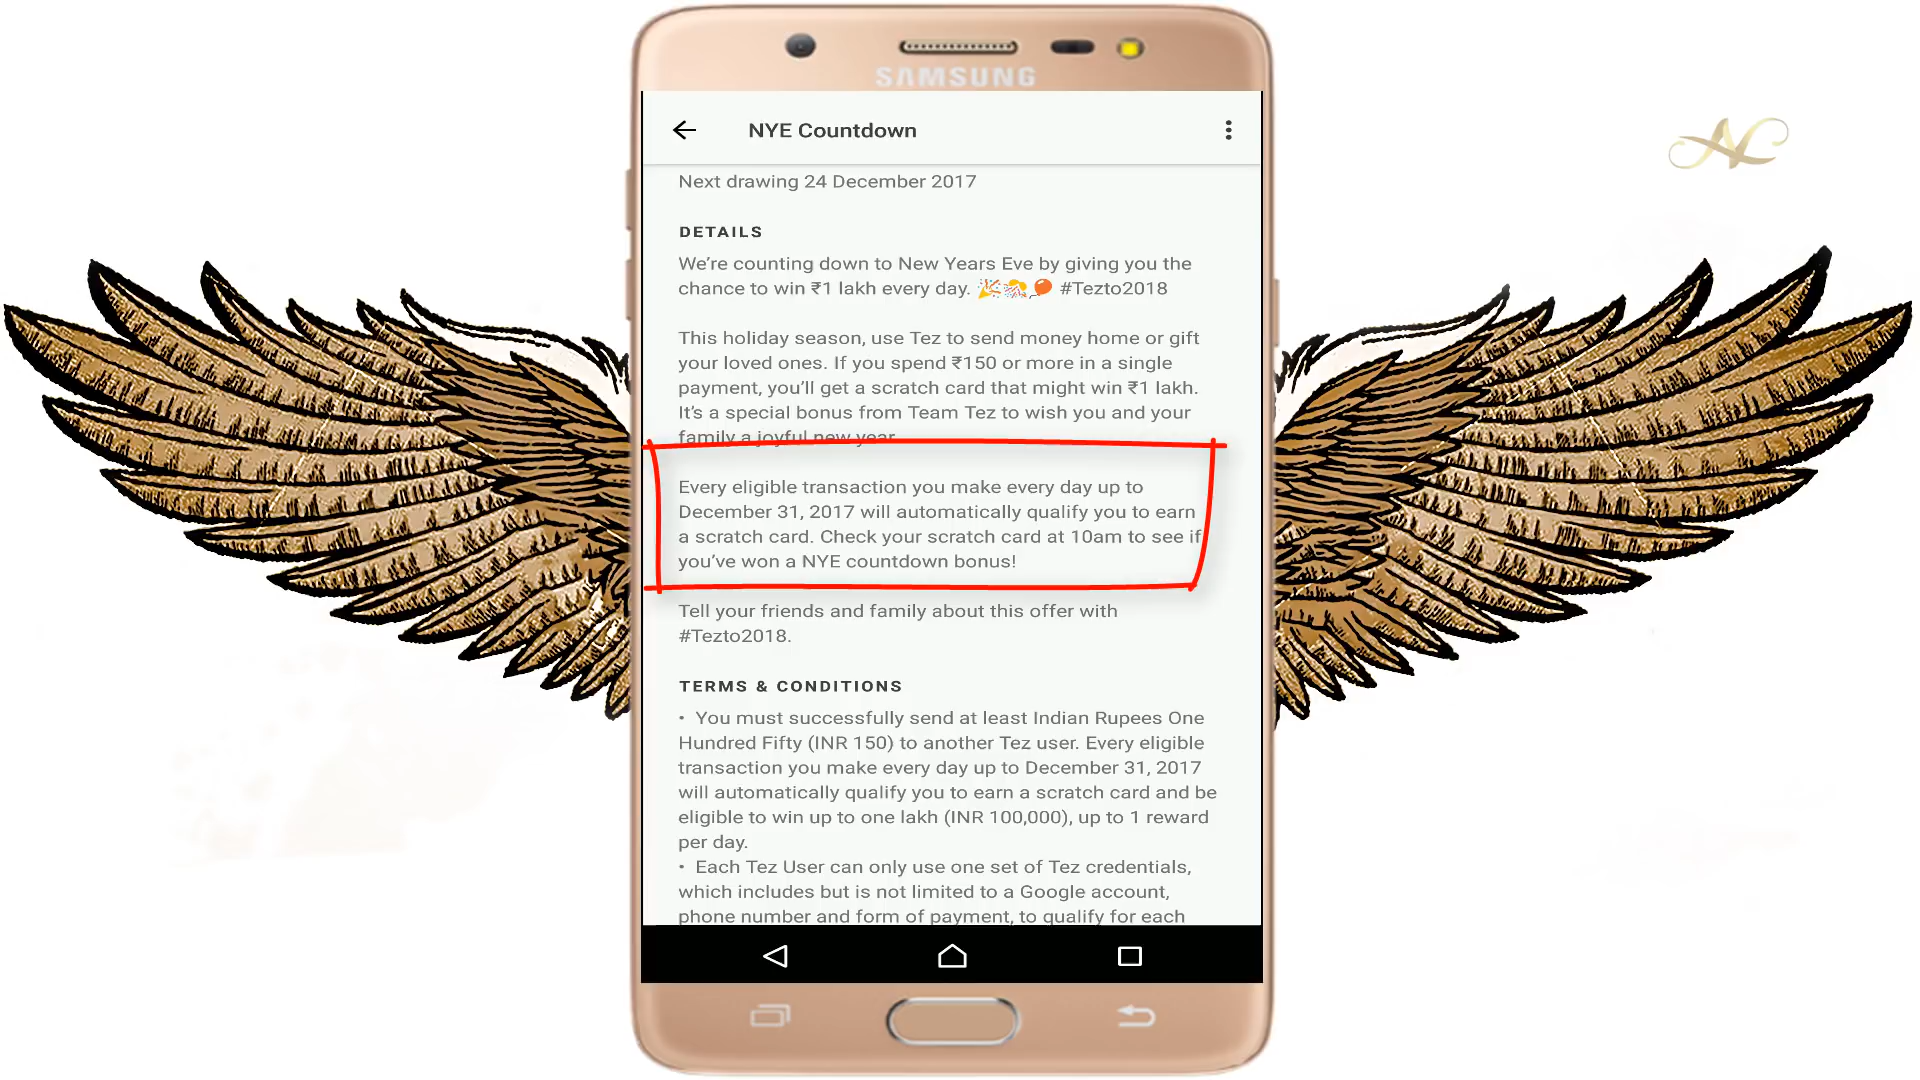 SAMSUNG
NYE Countdown
Next drawing 24 December 2017
DETAILS
We’re counting down to New Years Eve by giving you the
chance to win ₹1 lakh every day. 🎉🎊🎈 #Tezto2018
This holiday season, use Tez to send money home or gift
your loved ones. If you spend ₹150 or more in a single
payment, you’ll get a scratch card that might win ₹1 lakh.
It’s a special bonus from Team Tez to wish you and your
family a joyful new year
Every eligible transaction you make every day up to
December 31, 2017 will automatically qualify you to earn
a scratch card. Check your scratch card at 10am to see if
you’ve won a NYE countdown bonus!
Tell your friends and family about this offer with
#Tezto2018.
TERMS & CONDITIONS
• You must successfully send at least Indian Rupees One
Hundred Fifty (INR 150) to another Tez user. Every eligible
transaction you make every day up to December 31, 2017
will automatically qualify you to earn a scratch card and be
eligible to win up to one lakh (INR 100,000), up to 1 reward
per day.
• Each Tez User can only use one set of Tez credentials,
which includes but is not limited to a Google account,
phone number and form of payment, to qualify for each